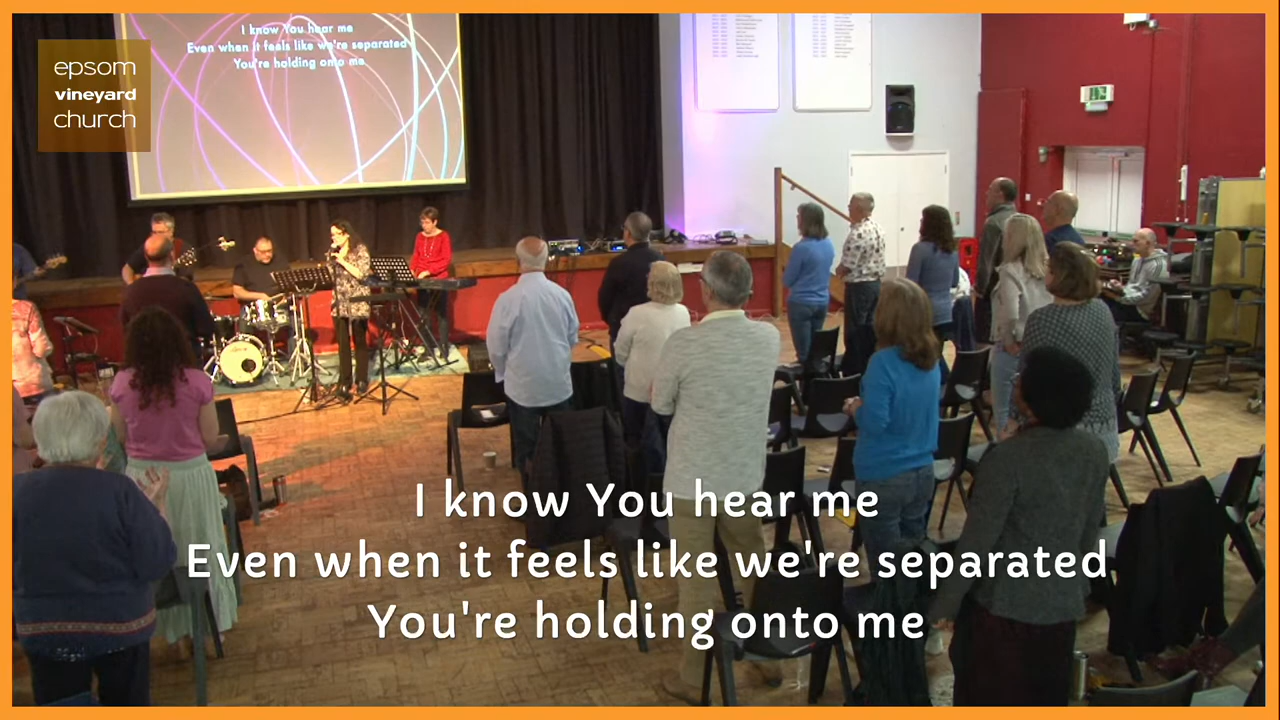 I know You hear me
Even when it feels like we're separated
You're holding onto me
epsom
vineyard
church
I know You hear me
Even when it feels like we're separated
You're holding onto me